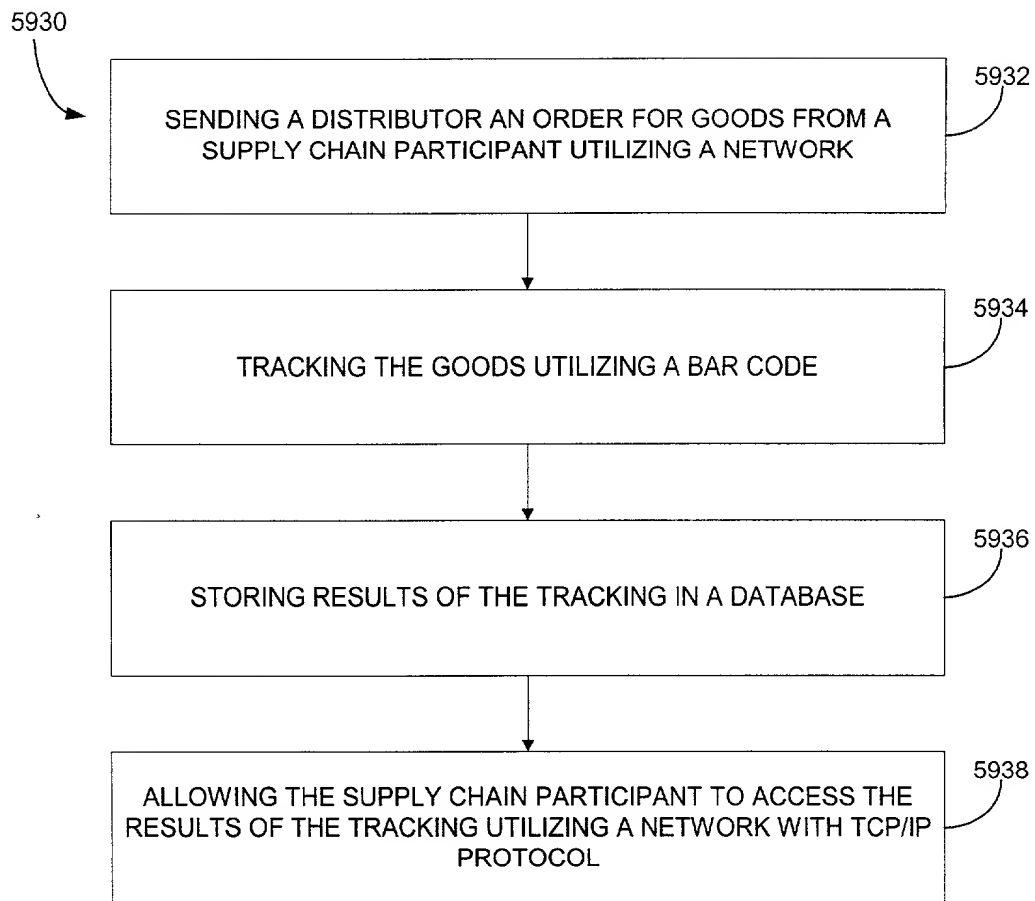 5930
5932
SENDING A DISTRIBUTOR AN ORDER FOR GOODS FROM A
SUPPLY CHAIN PARTICIPANT UTILIZING A NETWORK
5934
TRACKING THE GOODS UTILIZING A BAR CODE
5936
STORING RESULTS OF THE TRACKING IN A DATABASE
5938
ALLOWING THE SUPPLY CHAIN PARTICIPANT TO ACCESS THE
RESULTS OF THE TRACKING UTILIZING A NETWORK WITH TCP/IP
PROTOCOL